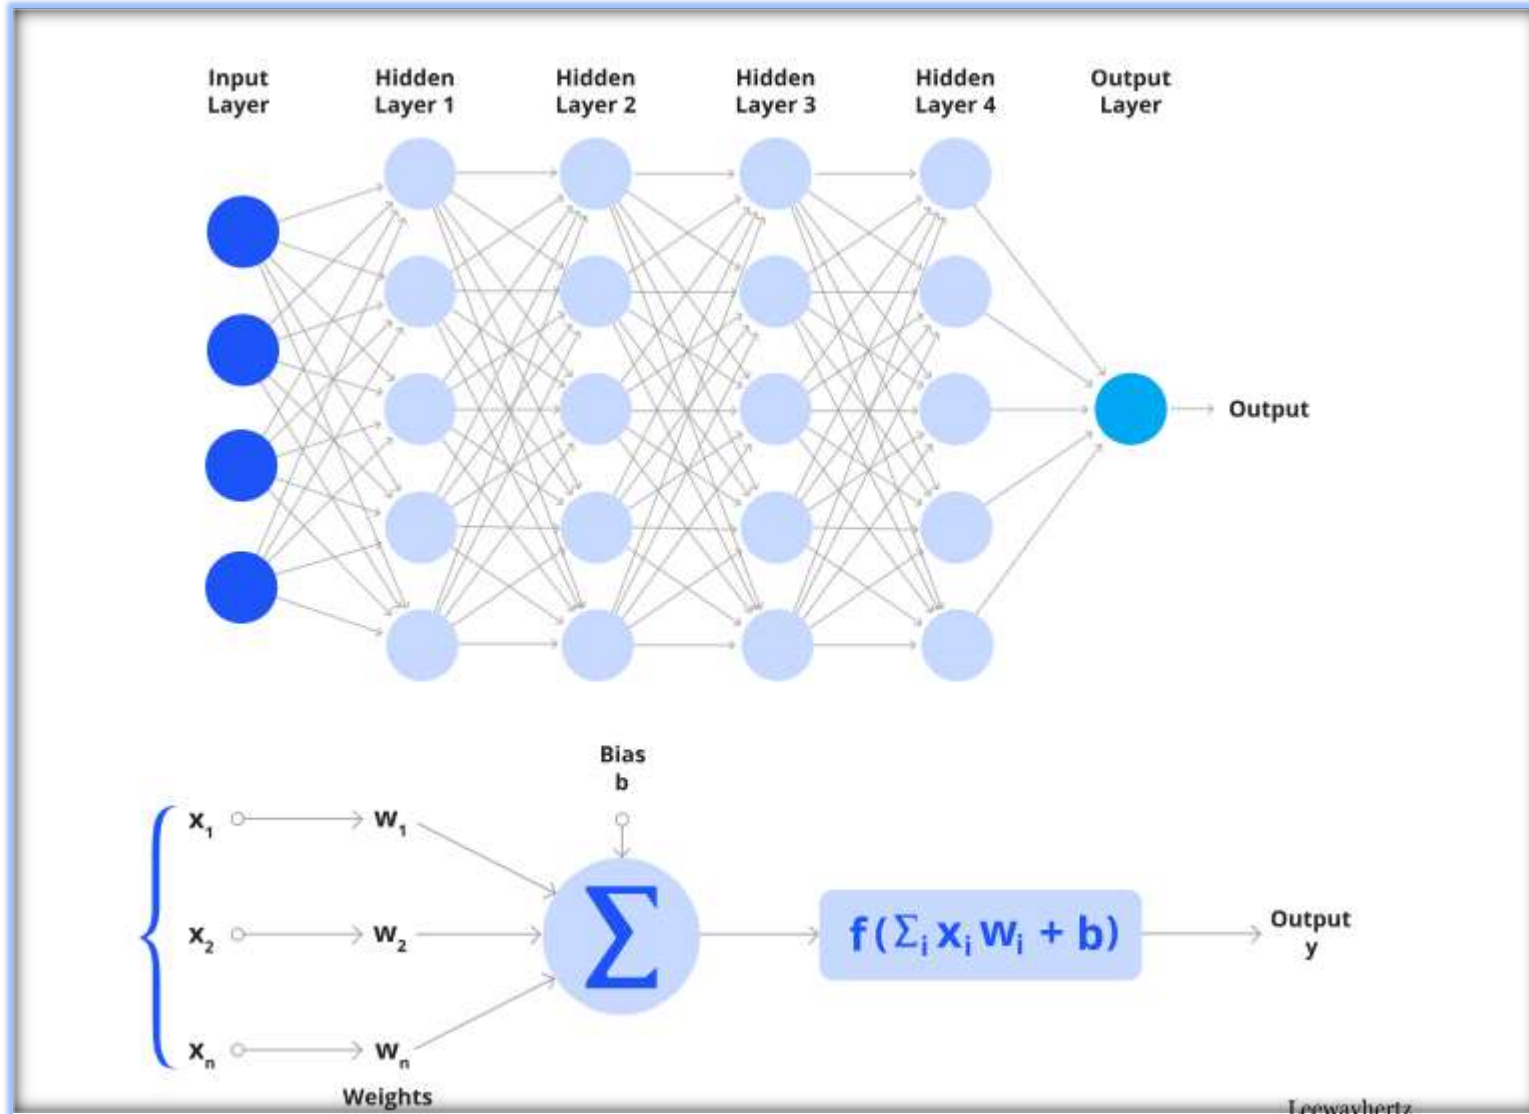 Input
Layer
Hidden
Layer 1
Hidden
Layer 2
Hidden
Layer 3
Hidden
Layer 4
Output
Layer
Output
Bias
b
x₁
w₁
x₂
w₂
xₙ
wₙ
Weights
Σ
f(Σᵢ xᵢ wᵢ + b)
Output
y
Leewayhertz